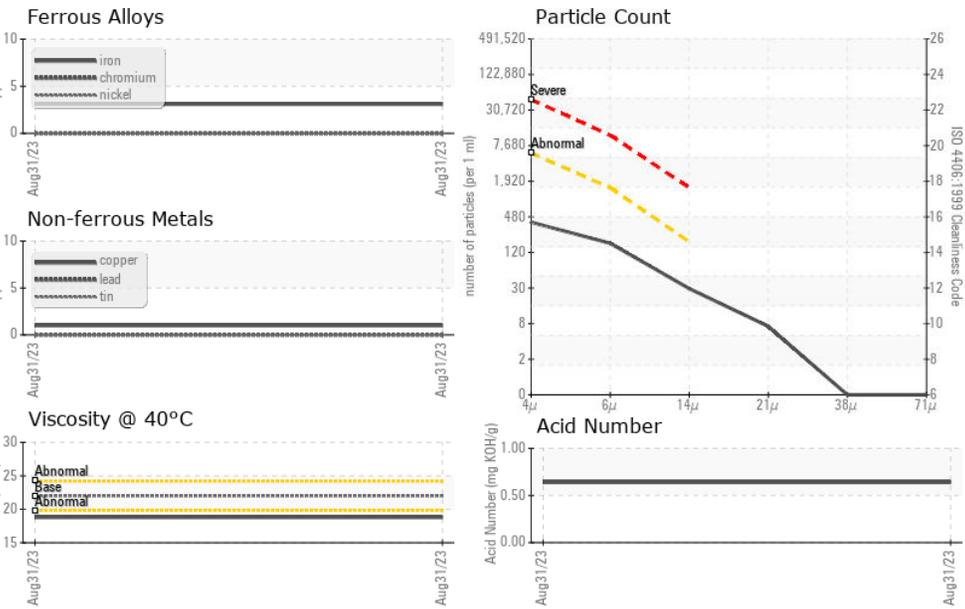 Ferrous Alloys
10
5
0
iron
chromium
nickel
Aug31/23
Aug31/23
Non-ferrous Metals
10
5
0
copper
lead
tin
Aug31/23
Aug31/23
Viscosity @ 40°C
30
25
20
15
Abnormal
Base
Abnormal
Aug31/23
Aug31/23
Particle Count
number of particles (per 1 ml)
491,520
122,880
30,720
7,680
1,920
480
120
30
8
2
0
Severe
Abnormal
4µ
6µ
14µ
21µ
38µ
71µ
26
24
22
20
18
16
14
12
10
8
6
ISO 4406:1999 Cleanliness Code
Acid Number
Acid Number (mg KOH/g)
1.00
0.50
0.00
Aug31/23
Aug31/23